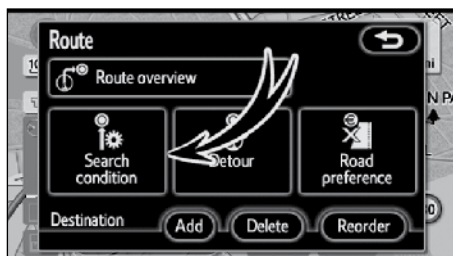 Route
Route overview
Search
condition
Detour
Road
preference
Destination
Add
Delete
Reorder